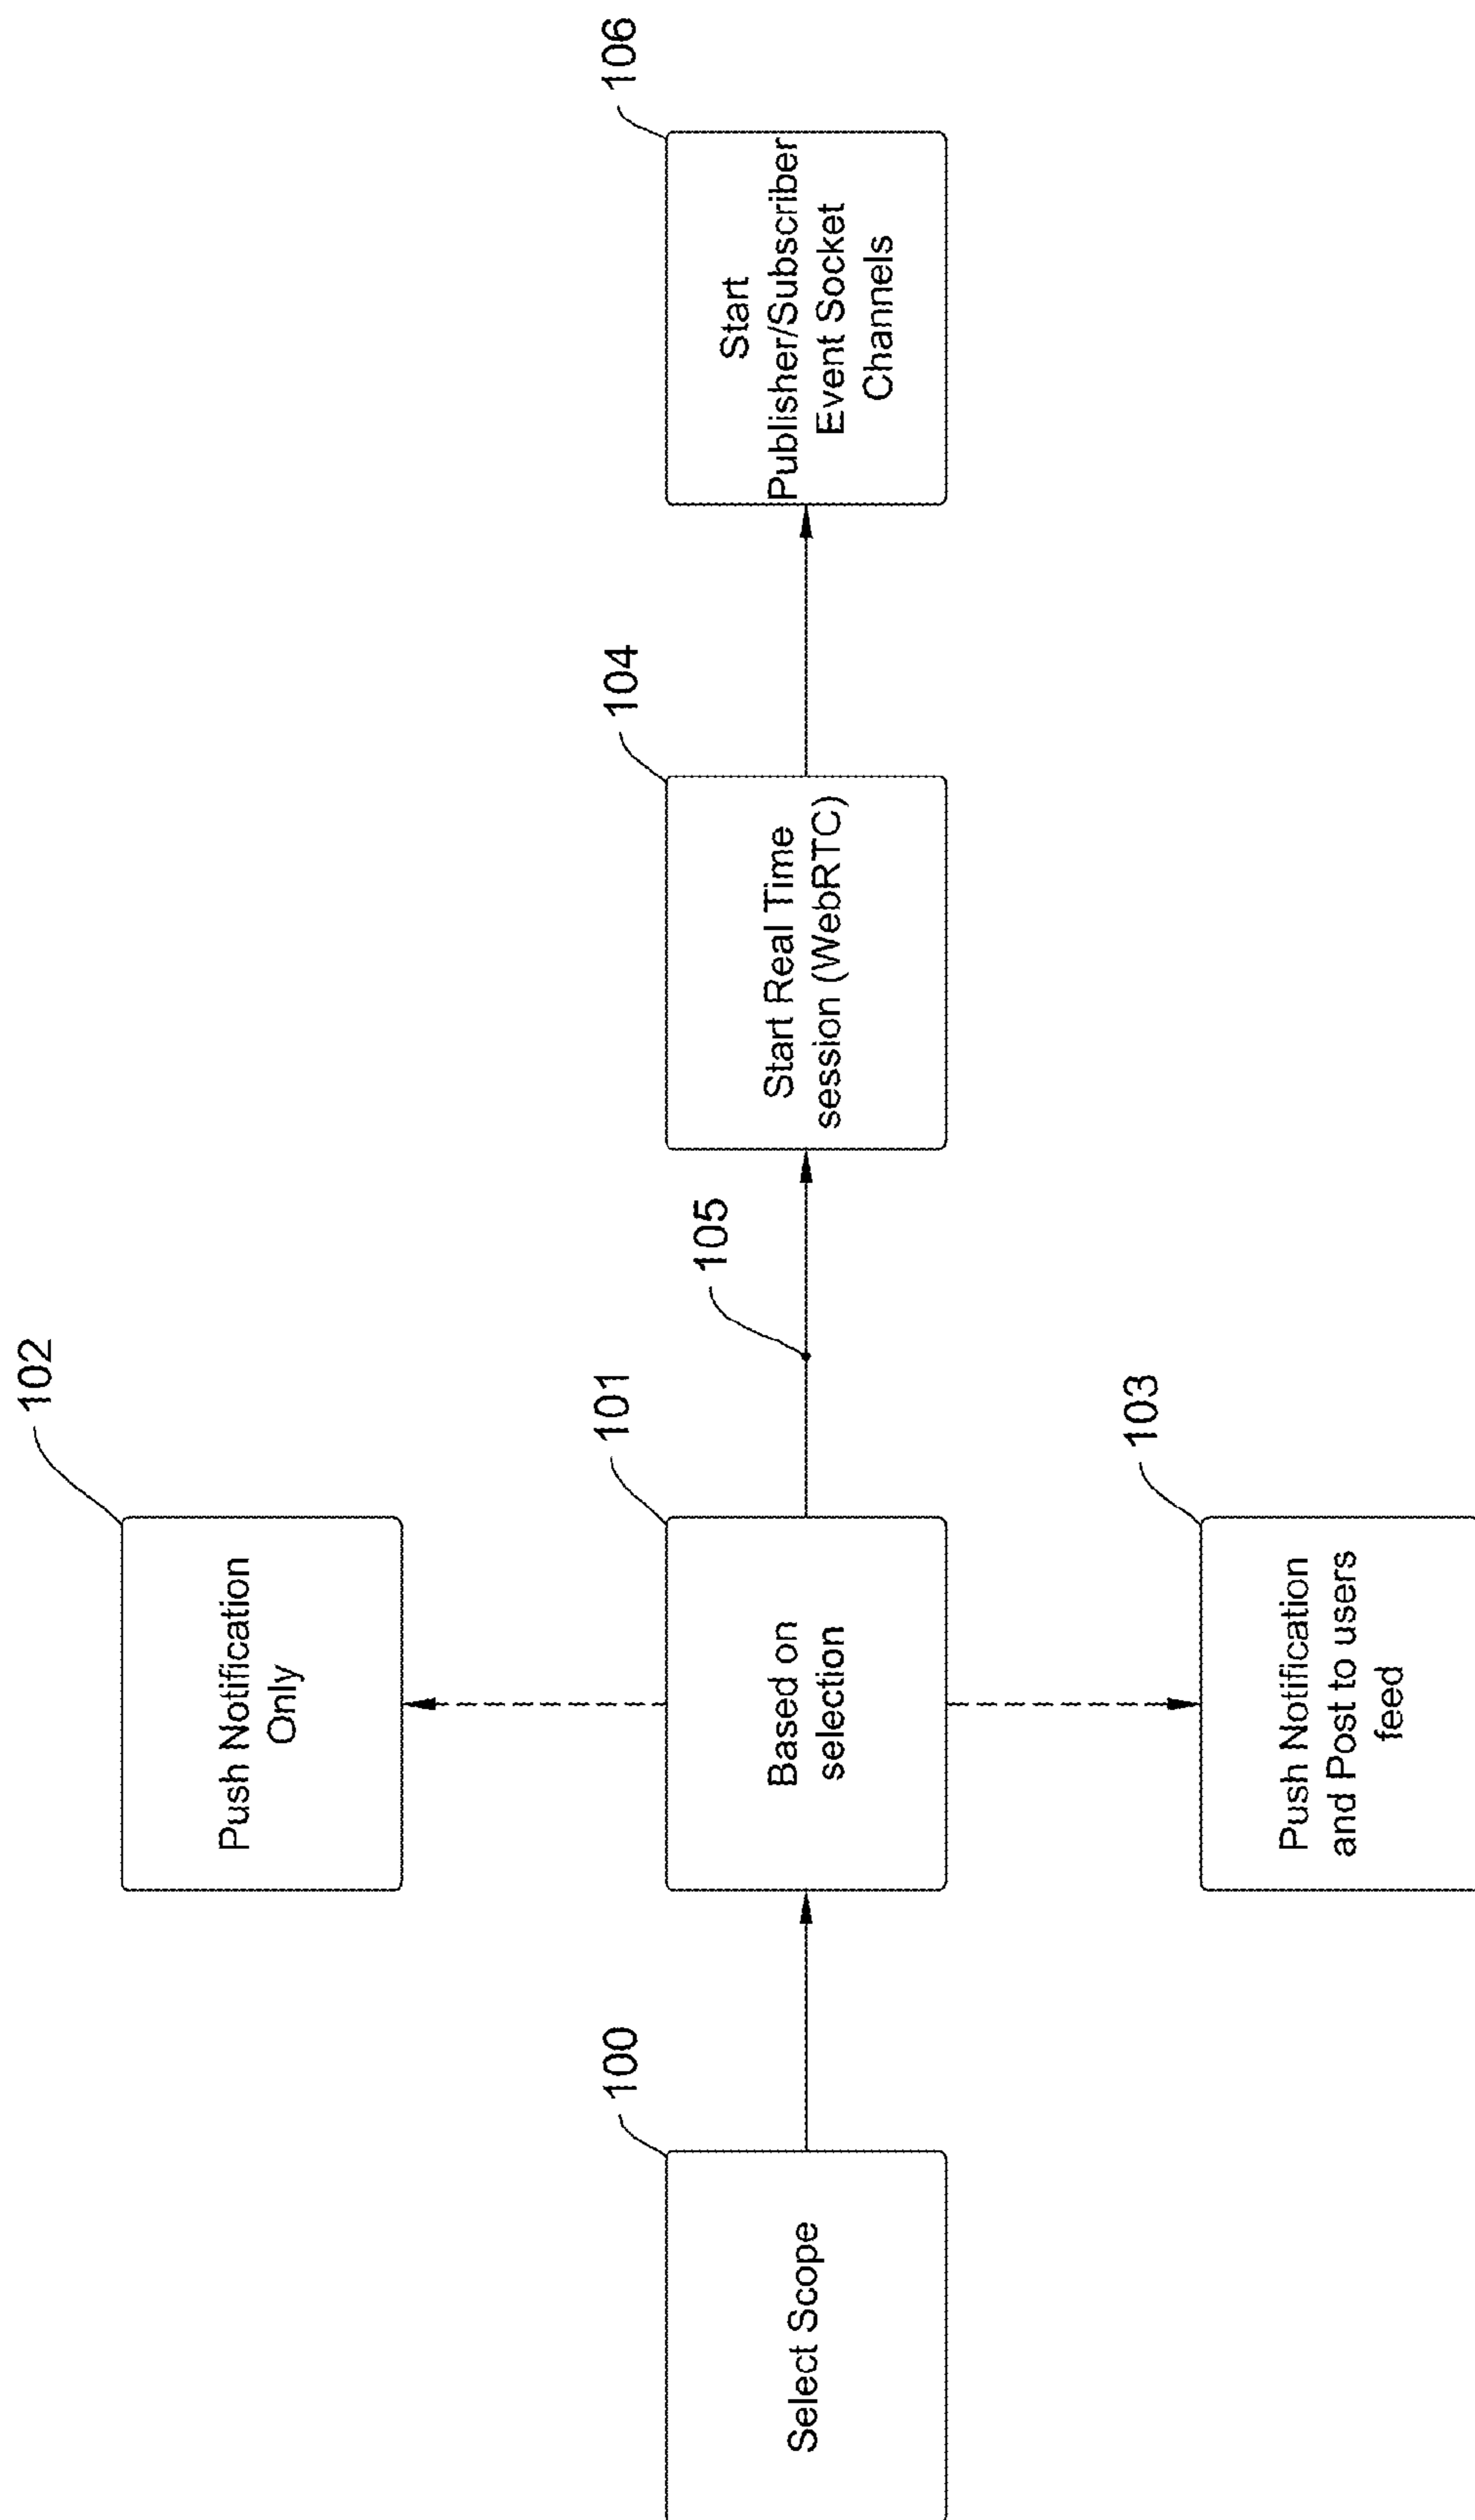 102
Push Notification
Only
100
Select Scope
101
Based on
selection
105
104
Start Real Time
session (WebRTC)
106
Start
Publisher/Subscriber
Event Socket
Channels
103
Push Notification
and Post to users
feed